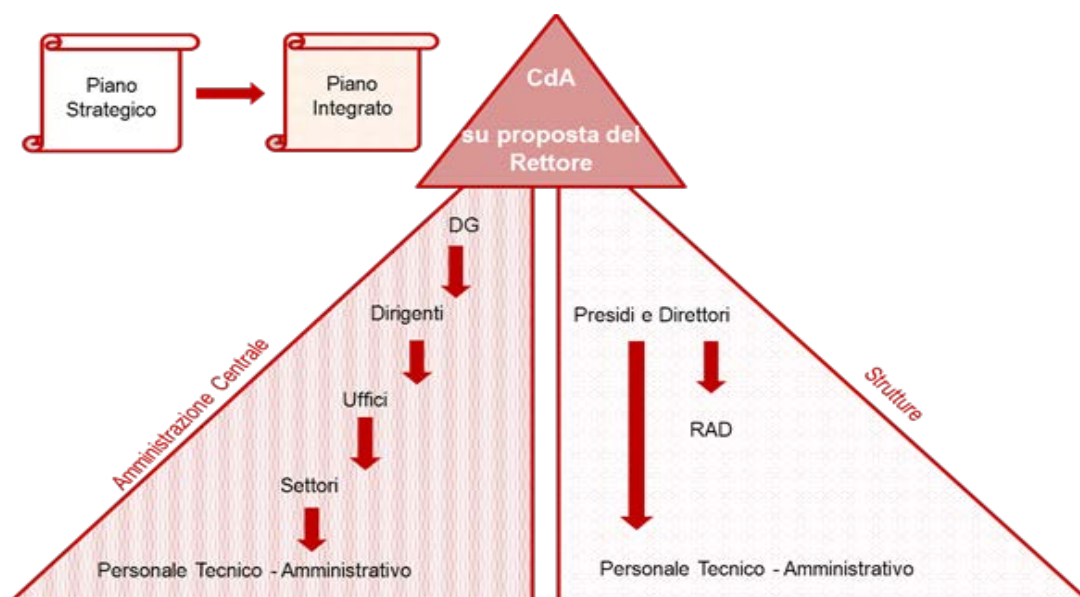 Piano
Strategico
Piano
Integrato
CdA
su proposta del
Rettore
Amministrazione Centrale
DG
Dirigenti
Uffici
Settori
Personale Tecnico - Amministrativo
Strutture
Presidi e Direttori
RAD
Personale Tecnico - Amministrativo